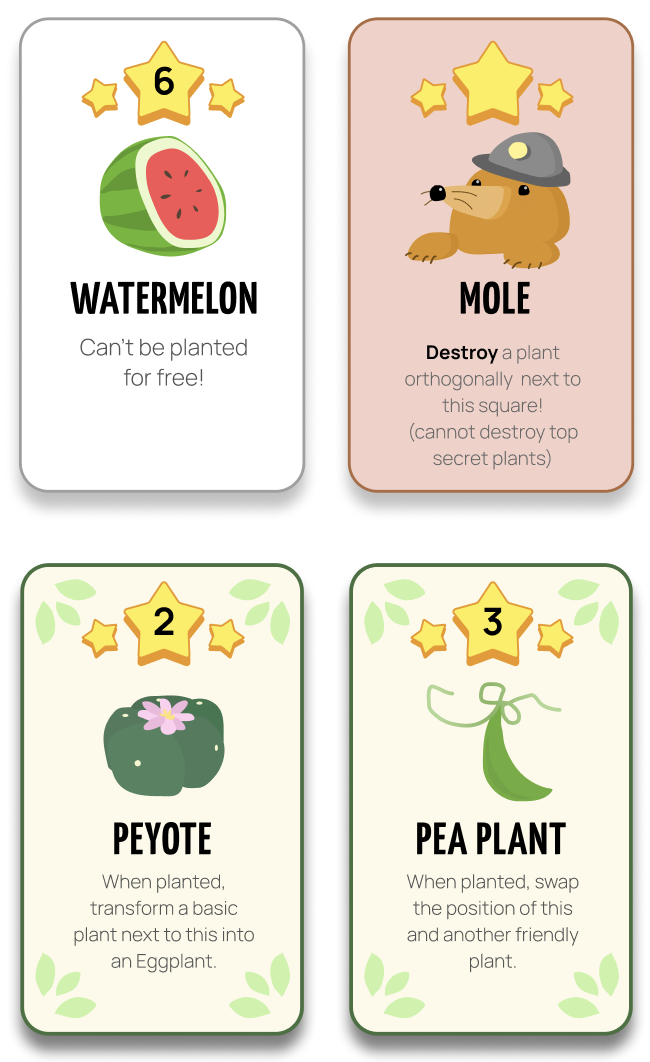 6
WATERMELON
Can't be planted
for free!
MOLE
Destroy a plant
orthogonally next to
this square!
(cannot destroy top
secret plants)
2
PEYOTE
When planted,
transform a basic
plant next to this into
an Eggplant.
3
PEA PLANT
When planted, swap
the position of this
and another friendly
plant.